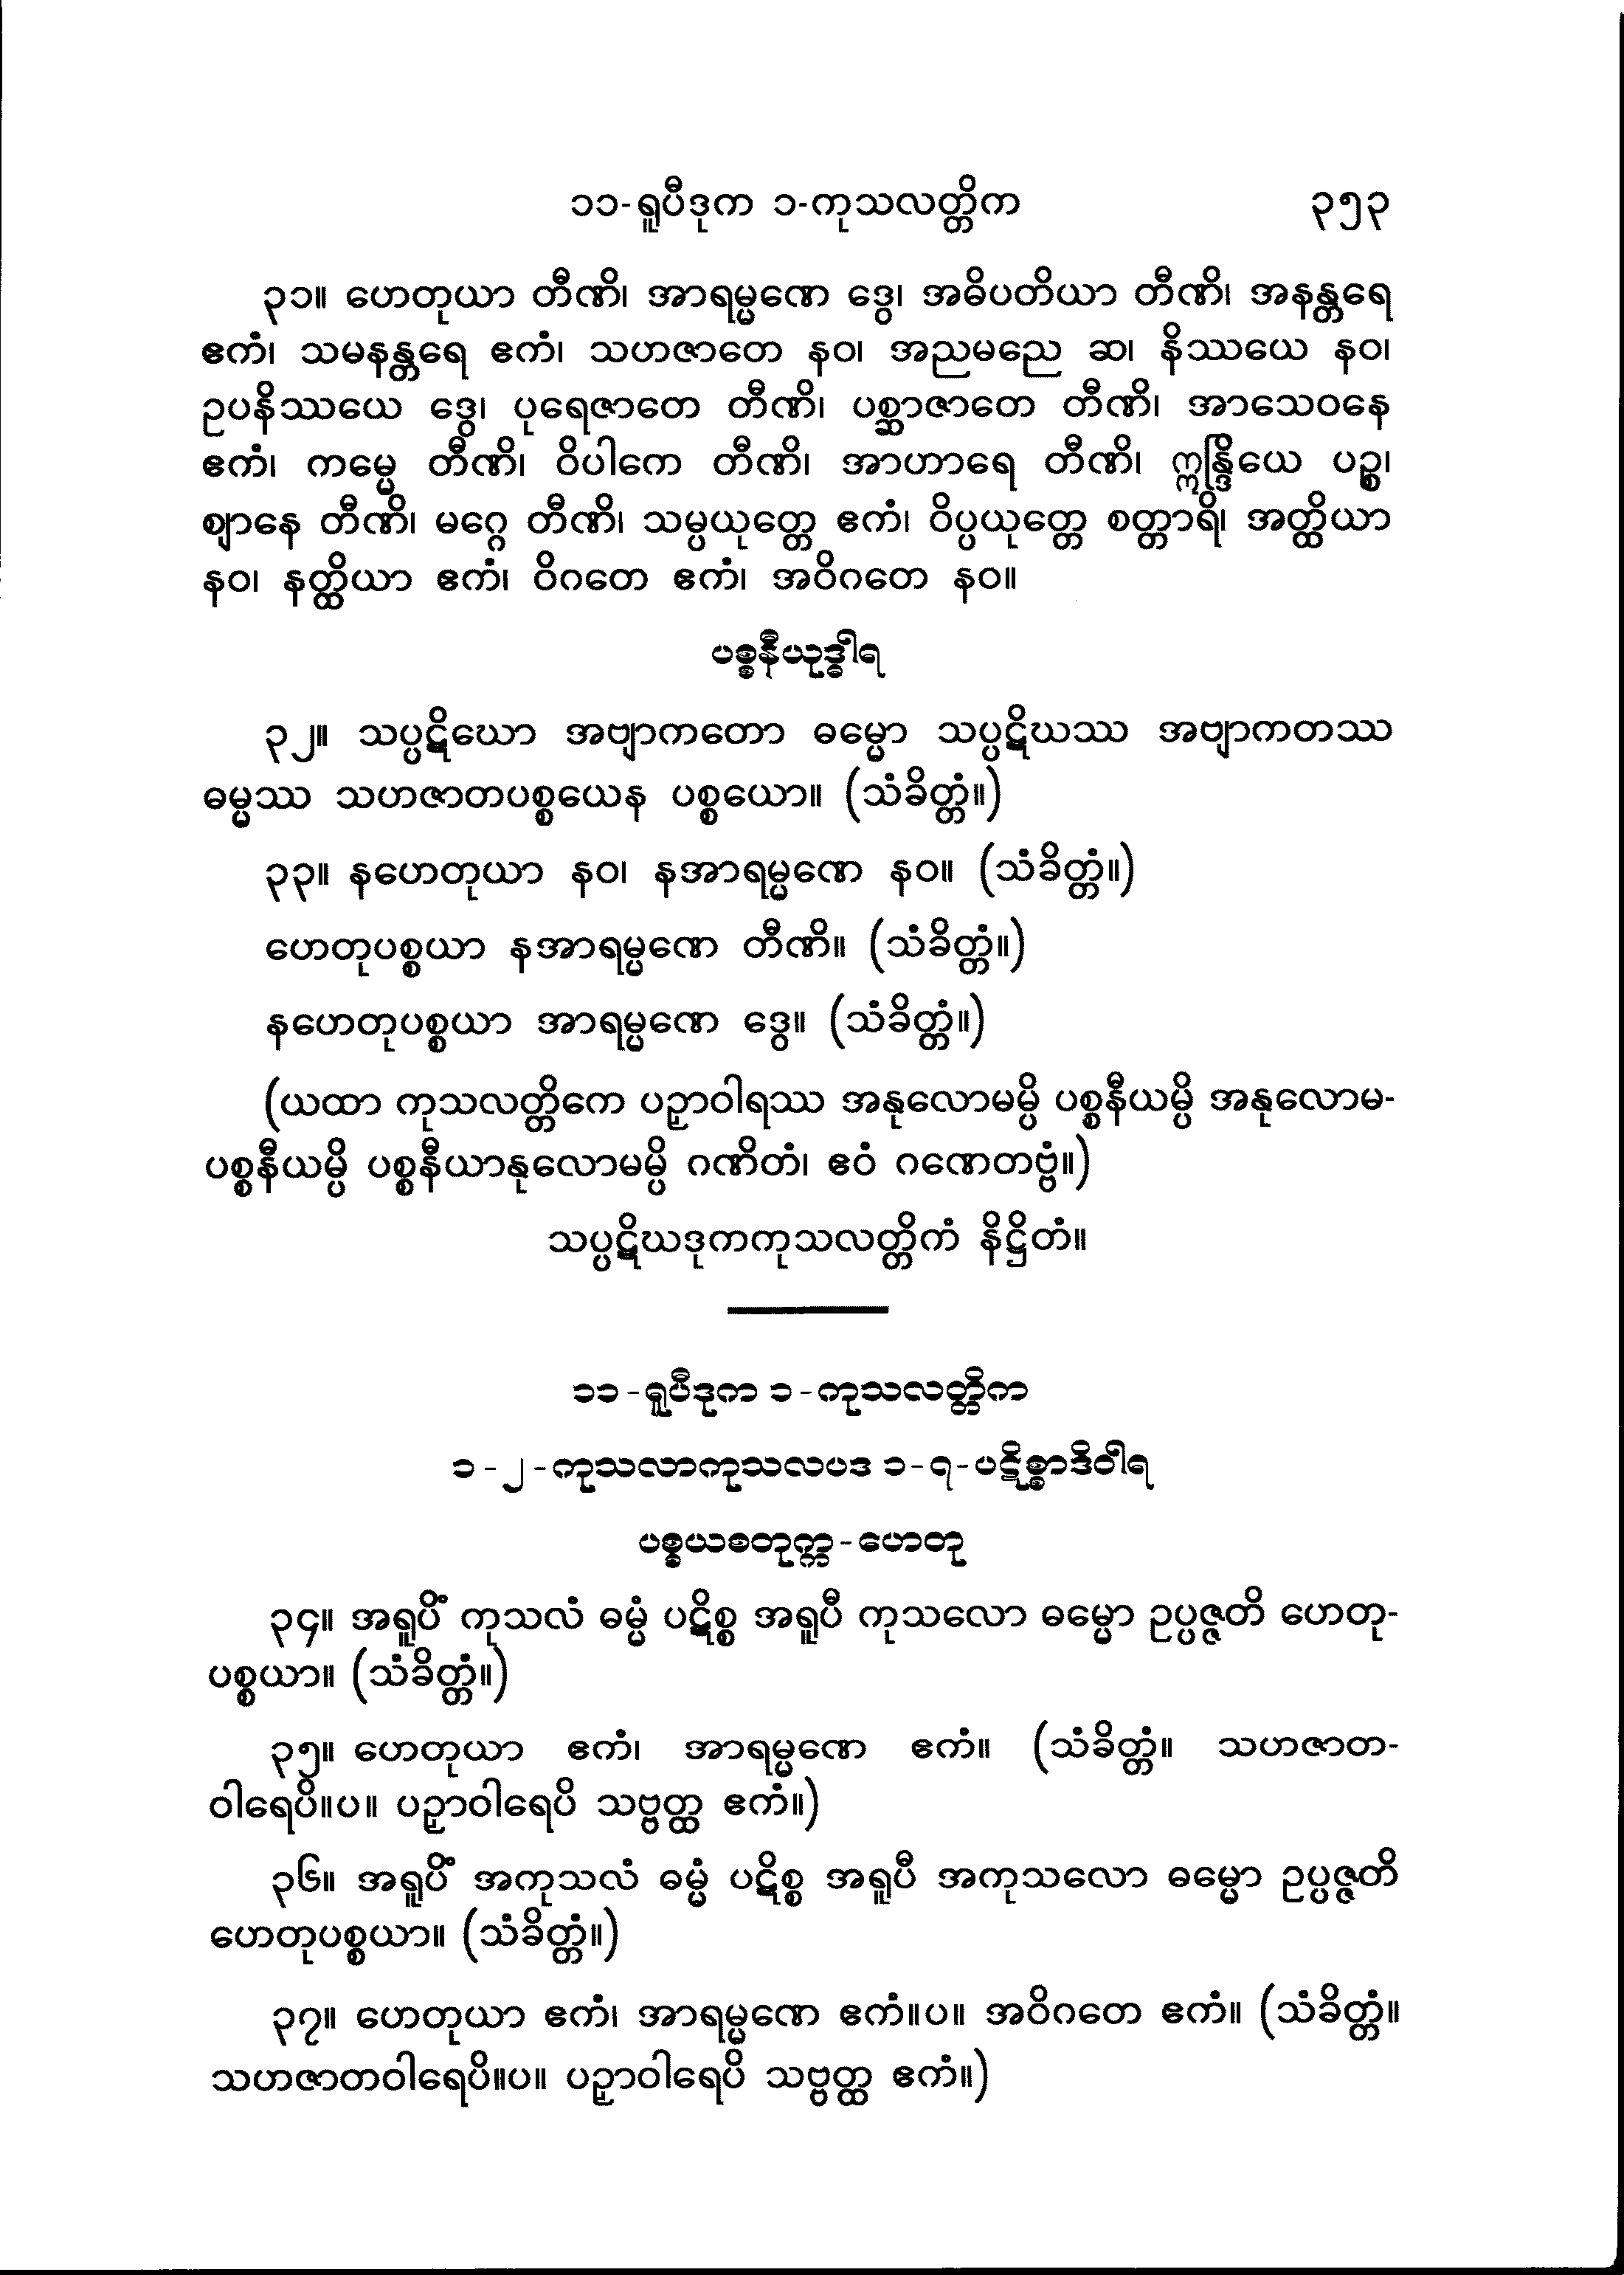 ၁၁-ရူပီဒုက ၁-ကုသလတ္တိက ၃၅၃
၃၁။ ဟေတုယာ တီဏိ၊ အာရမ္မဏေ ဒွေ၊ အဓိပတိယာ တီဏိ၊ အနန္တရေ
ဧကံ၊ သမနန္တရေ ဧကံ၊ သဟဇာတေ နဝ၊ အညမညေ ဆ၊ နိဿယေ နဝ၊
ဥပနိဿယေ ဒွေ၊ ပုရေဇာတေ တီဏိ၊ ပစ္ဆာဇာတေ တီဏိ၊ အာသေဝနေ
ဧကံ၊ ကမ္မေ တီဏိ၊ ဝိပါကေ တီဏိ၊ အာဟာရေ တီဏိ၊ ဣန္ဒြိယေ ပဉ္စ၊
ဈာနေ တီဏိ၊ မဂ္ဂေ တီဏိ၊ သမ္ပယုတ္တေ ဧကံ၊ ဝိပ္ပယုတ္တေ စတ္တာရိ၊ အတ္ထိယာ
နဝ၊ နတ္ထိယာ ဧကံ၊ ဝိဂတေ ဧကံ၊ အဝိဂတေ နဝ။
ပစ္စနီယုဒ္ဓါရ
၃၂။ သပ္ပဋိဃော အဗျာကတော ဓမ္မော သပ္ပဋိဃဿ အဗျာကတဿ
ဓမ္မဿ သဟဇာတပစ္စယေန ပစ္စယော။ (သံခိတ္တံ။)
၃၃။ နဟေတုယာ နဝ၊ နအာရမ္မဏေ နဝ။ (သံခိတ္တံ။)
ဟေတုပစ္စယာ နအာရမ္မဏေ တီဏိ။ (သံခိတ္တံ။)
နဟေတုပစ္စယာ အာရမ္မဏေ ဒွေ။ (သံခိတ္တံ။)
(ယထာ ကုသလတ္တိကေ ပဉှာဝါရဿ အနုလောမမ္ပိ ပစ္စနီယမ္ပိ အနုလောမ-
ပစ္စနီယမ္ပိ ပစ္စနီယာနုလောမမ္ပိ ဂဏိတံ၊ ဧဝံ ဂဏေတဗ္ဗံ။)
သပ္ပဋိဃဒုကကုသလတ္တိကံ နိဋ္ဌိတံ။
၁၁-ရူပီဒုက ၁-ကုသလတ္တိက
၁-၂-ကုသလာကုသလပဒ ၁-၇-ပဋိစ္စာဒိဝါရ
ပစ္စယစတုက္က-ဟေတု
၃၄။ အရူပိံ ကုသလံ ဓမ္မံ ပဋိစ္စ အရူပီ ကုသလော ဓမ္မော ဥပ္ပဇ္ဇတိ ဟေတု-
ပစ္စယာ။ (သံခိတ္တံ။)
၃၅။ ဟေတုယာ ဧကံ၊ အာရမ္မဏေ ဧကံ။ (သံခိတ္တံ။ သဟဇာတ-
ဝါရေပိ။ပ။ ပဉှာဝါရေပိ သဗ္ဗတ္ထ ဧကံ။)
၃၆။ အရူပိံ အကုသလံ ဓမ္မံ ပဋိစ္စ အရူပီ အကုသလော ဓမ္မော ဥပ္ပဇ္ဇတိ
ဟေတုပစ္စယာ။ (သံခိတ္တံ။)
၃၇။ ဟေတုယာ ဧကံ၊ အာရမ္မဏေ ဧကံ။ပ။ အဝိဂတေ ဧကံ။ (သံခိတ္တံ။
သဟဇာတဝါရေပိ။ပ။ ပဉှာဝါရေပိ သဗ္ဗတ္ထ ဧကံ။)